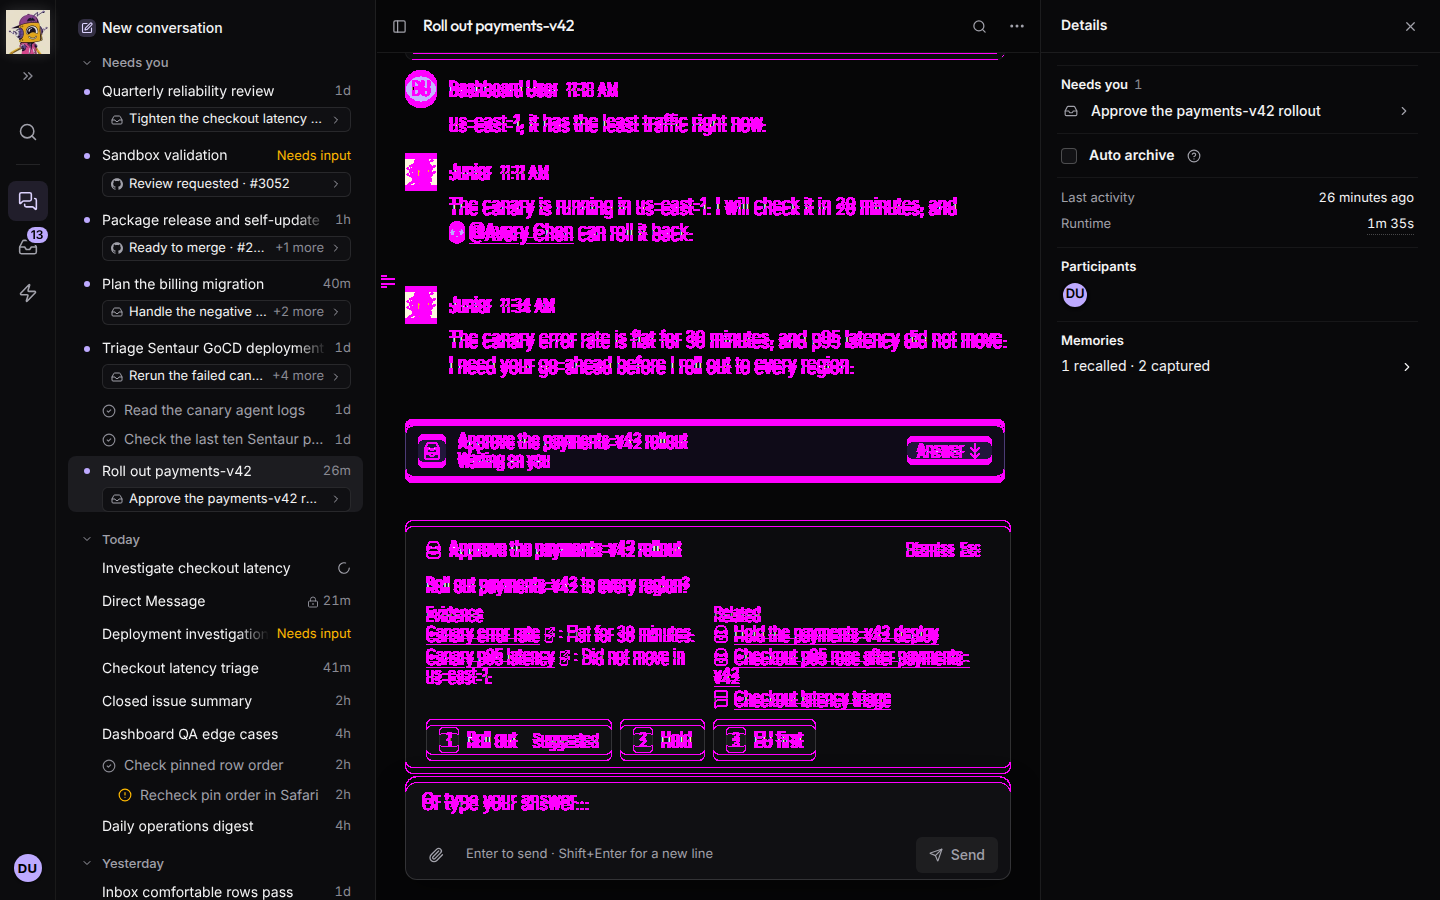 New conversation
Needs you
Quarterly reliability review 1d
Tighten the checkout latency ...
Sandbox validation Needs input
Review requested · #3052
Package release and self-update 1h
Ready to merge · #2... +1 more
Plan the billing migration 40m
Handle the negative ... +2 more
Triage Sentaur GoCD deployment 1d
Rerun the failed can... +4 more
Read the canary agent logs 1d
Check the last ten Sentaur p... 1d
Roll out payments-v42 26m
Approve the payments-v42 r...
Today
Investigate checkout latency
Direct Message 21m
Deployment investigation Needs input
Checkout latency triage 41m
Closed issue summary 2h
Dashboard QA edge cases 4h
Check pinned row order 2h
Recheck pin order in Safari 2h
Daily operations digest 4h
Yesterday
Inbox comfortable rows pass 1d
13
DU
Roll out payments-v42
DU
Dashboard User
us-east-1, it has the least traffic right now.
Junior 11:11 AM
The canary is running in us-east-1. I will check it in 20 minutes, and
@Avery Chen can roll it back.
Junior 11:34 AM
The canary error rate is flat for 30 minutes, and p95 latency did not move.
I need your go-ahead before I roll out to every region.
Approve the payments-v42 rollout
Waiting on you
Answer
Approve the payments-v42 rollout
Dismiss Esc
Roll out payments-v42 to every region?
Evidence
Canary error rate : Flat for 30 minutes.
Canary p95 latency : Did not move in
us-east-1.
Related
Hold the payments-v43 deploy
Checkout p95 rose after payments-
v42
Checkout latency triage
1 Roll out Suggested
2 Hold
3 EU first
Or type your answer...
Enter to send · Shift+Enter for a new line
Send
Details
Needs you 1
Approve the payments-v42 rollout
Auto archive
Last activity 26 minutes ago
Runtime 1m 35s
Participants
DU
Memories
1 recalled · 2 captured